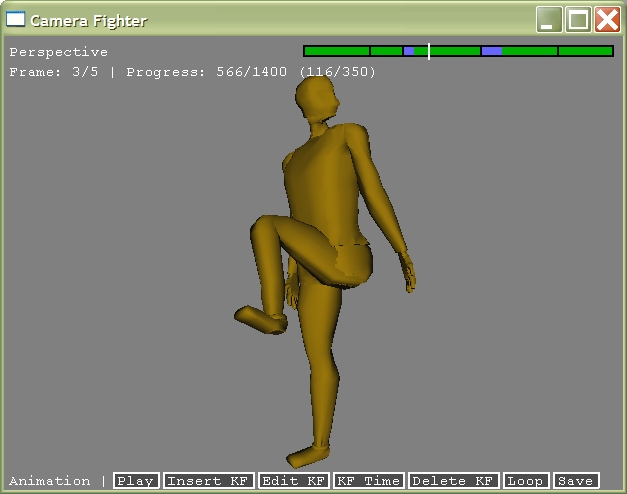 Camera Fighter
Perspective
Frame: 3/5 | Progress: 566/1400 (116/350)
Animation | Play Insert KF Edit KF KF Time Delete KF Loop Save